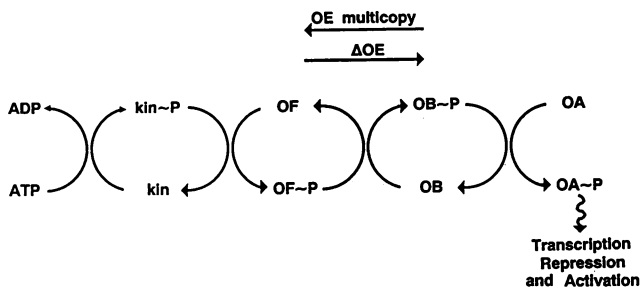 OE multicopy
ΔOE
ADP kin~P OF OB~P OA
ATP kin OF~P OB OA~P
Transcription
Repression
and Activation